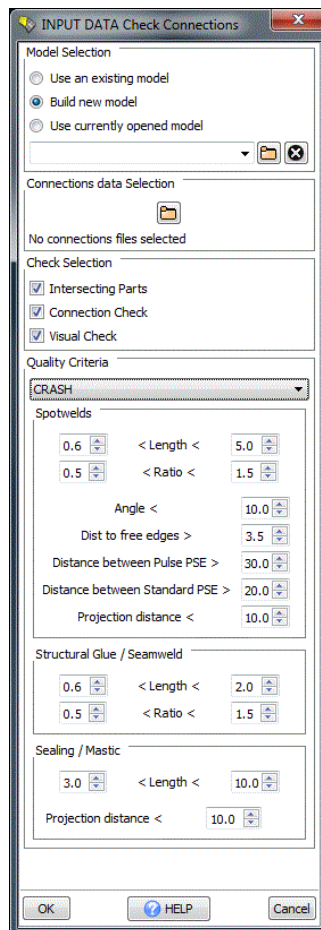 INPUT DATA Check Connections
Model Selection
Use an existing model
Build new model
Use currently opened model
Connections data Selection
No connections files selected
Check Selection
Intersecting Parts
Connection Check
Visual Check
Quality Criteria
CRASH
Spotwelds
0.6 < Length < 5.0
0.5 < Ratio < 1.5
Angle < 10.0
Dist to free edges > 3.5
Distance between Pulse PSE > 30.0
Distance between Standard PSE > 20.0
Projection distance < 10.0
Structural Glue / Seamweld
0.6 < Length < 2.0
0.5 < Ratio < 1.5
Sealing / Mastic
3.0 < Length < 10.0
Projection distance < 10.0
OK ? HELP Cancel